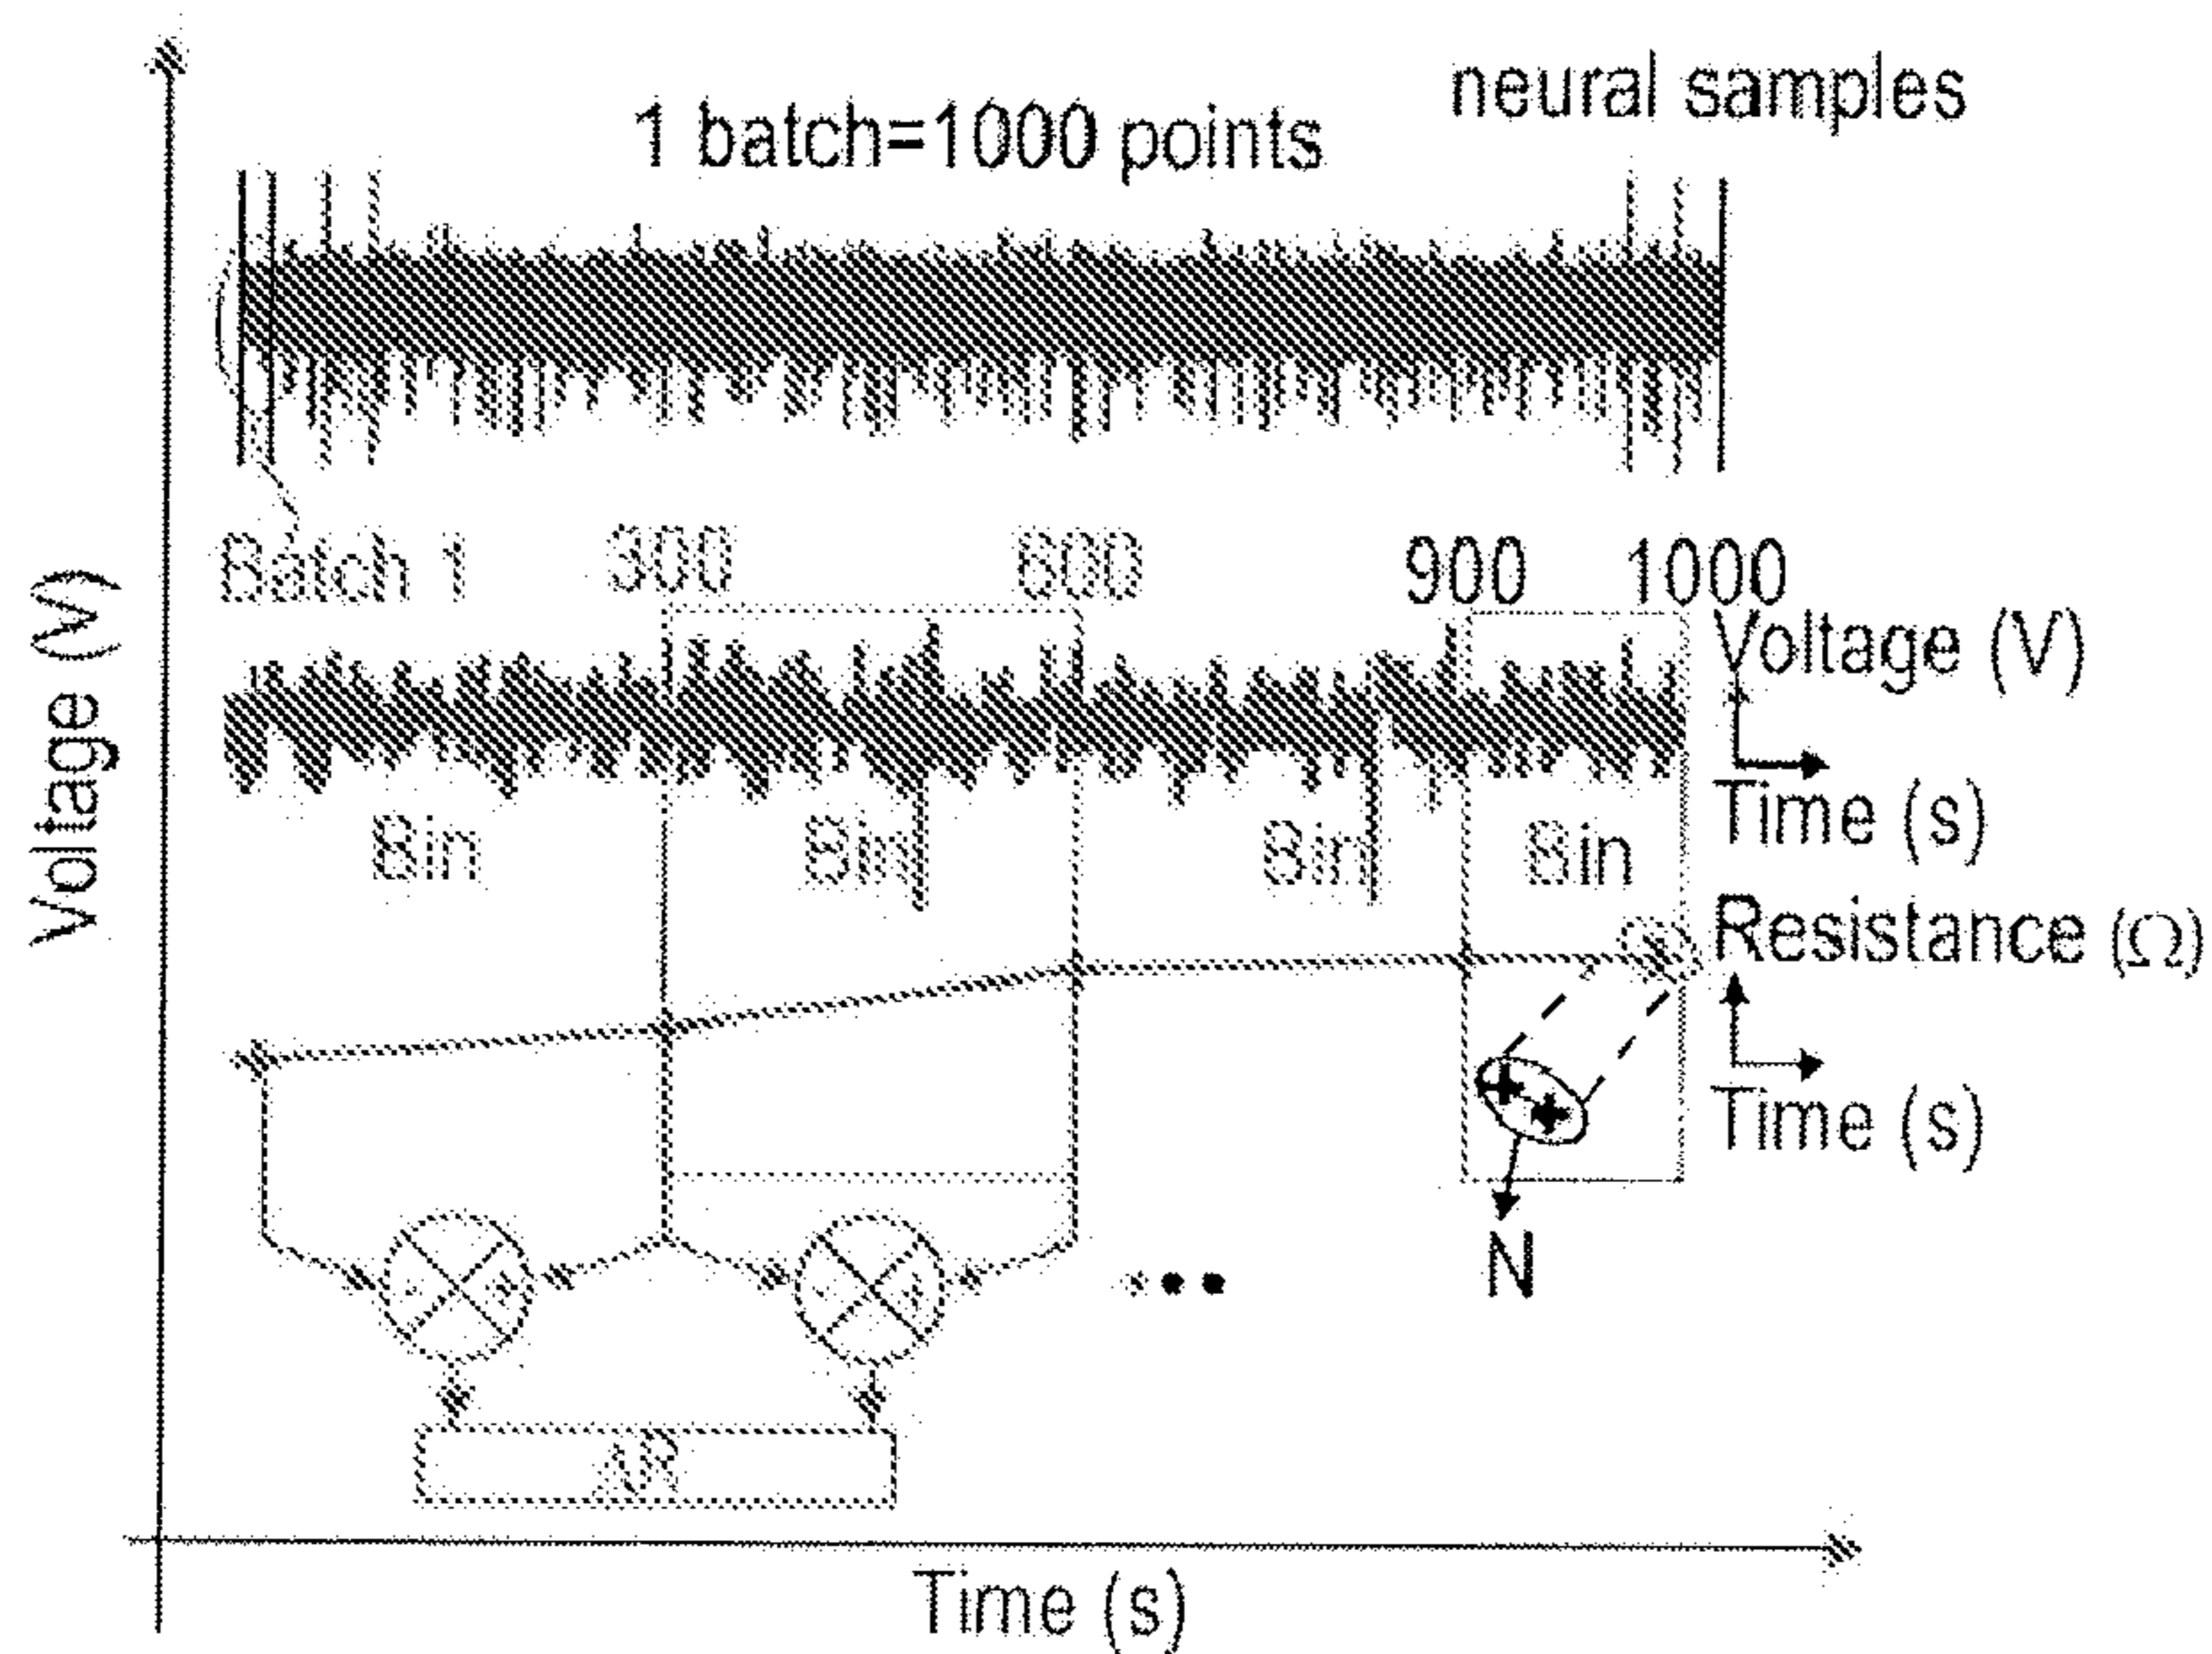 neural samples
1 batch=1000 points
Batch 1
300
600
900
1000
Voltage (V)
Voltage (V)
Time (s)
Bin
Bin
Bin
Bin
Resistance (Ω)
Time (s)
N
ΔR
Time (s)